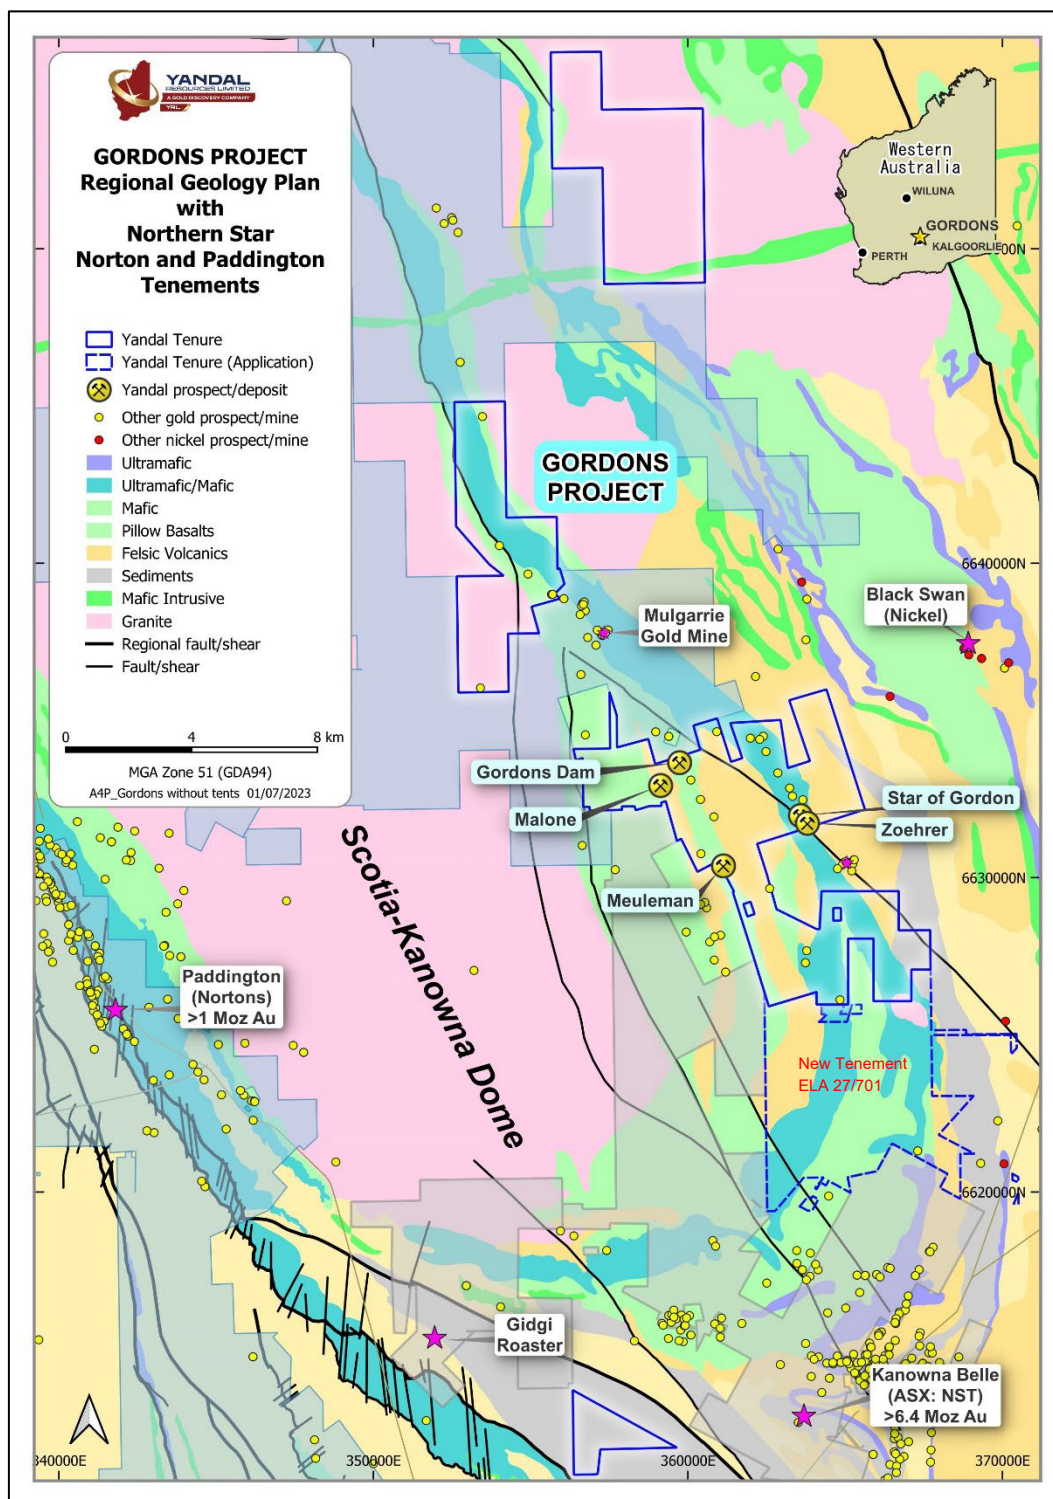 YANDAL
RESOURCES LIMITED
A GOLD DISCOVERY COMPANY
YRL
GORDONS PROJECT
Regional Geology Plan
with
Northern Star
Norton and Paddington
Tenements
Yandal Tenure
Yandal Tenure (Application)
Yandal prospect/deposit
Other gold prospect/mine
Other nickel prospect/mine
Ultramafic
Ultramafic/Mafic
Mafic
Pillow Basalts
Felsic Volcanics
Sediments
Mafic Intrusive
Granite
Regional fault/shear
Fault/shear
0 4 8 km
MGA Zone 51 (GDA94)
A4P_Gordons without tents 01/07/2023
Western
Australia
WILUNA
GORDONS
KALGOORLIE
PERTH
GORDONS
PROJECT
6640000N
Black Swan
(Nickel)
Mulgarrie
Gold Mine
Gordons Dam
Malone
Star of Gordon
Zoehrer
Meuleman
6630000N
Scotia-Kanowna Dome
Paddington
(Nortons)
>1 Moz Au
New Tenement
ELA 27/701
6620000N
Gidgi
Roaster
Kanowna Belle
(ASX: NST)
>6.4 Moz Au
340000E
350000E
360000E
370000E